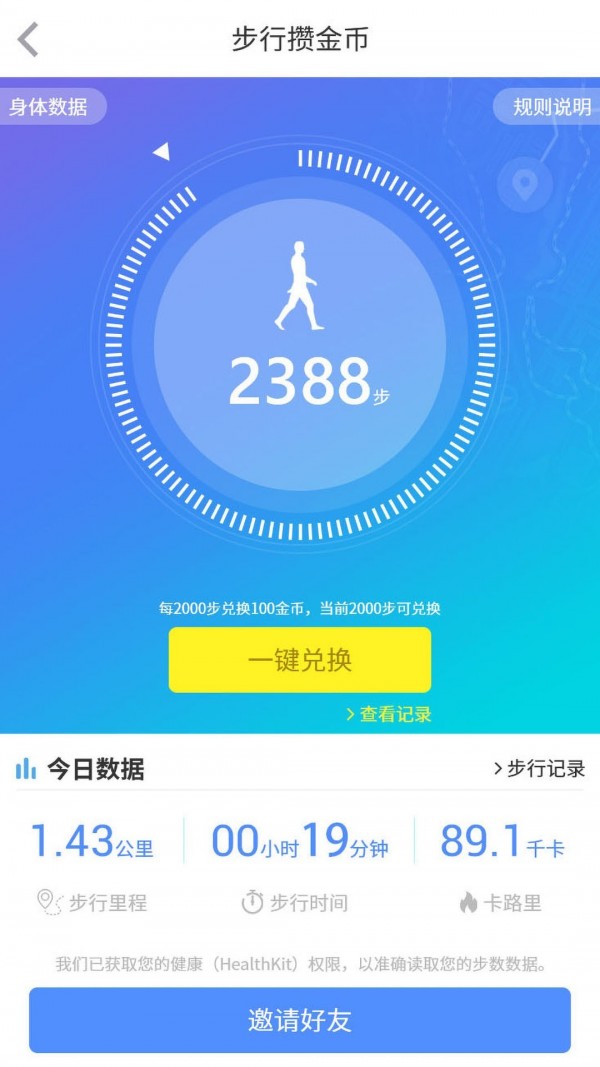 步行攒金币
身体数据
规则说明
2388步
每2000步兑换100金币，当前2000步可兑换
一键兑换
查看记录
今日数据
步行记录
1.43公里
00小时19分钟
89.1千卡
步行里程
步行时间
卡路里
我们已获取您的健康（HealthKit）权限，以准确读取您的步数数据。
邀请好友